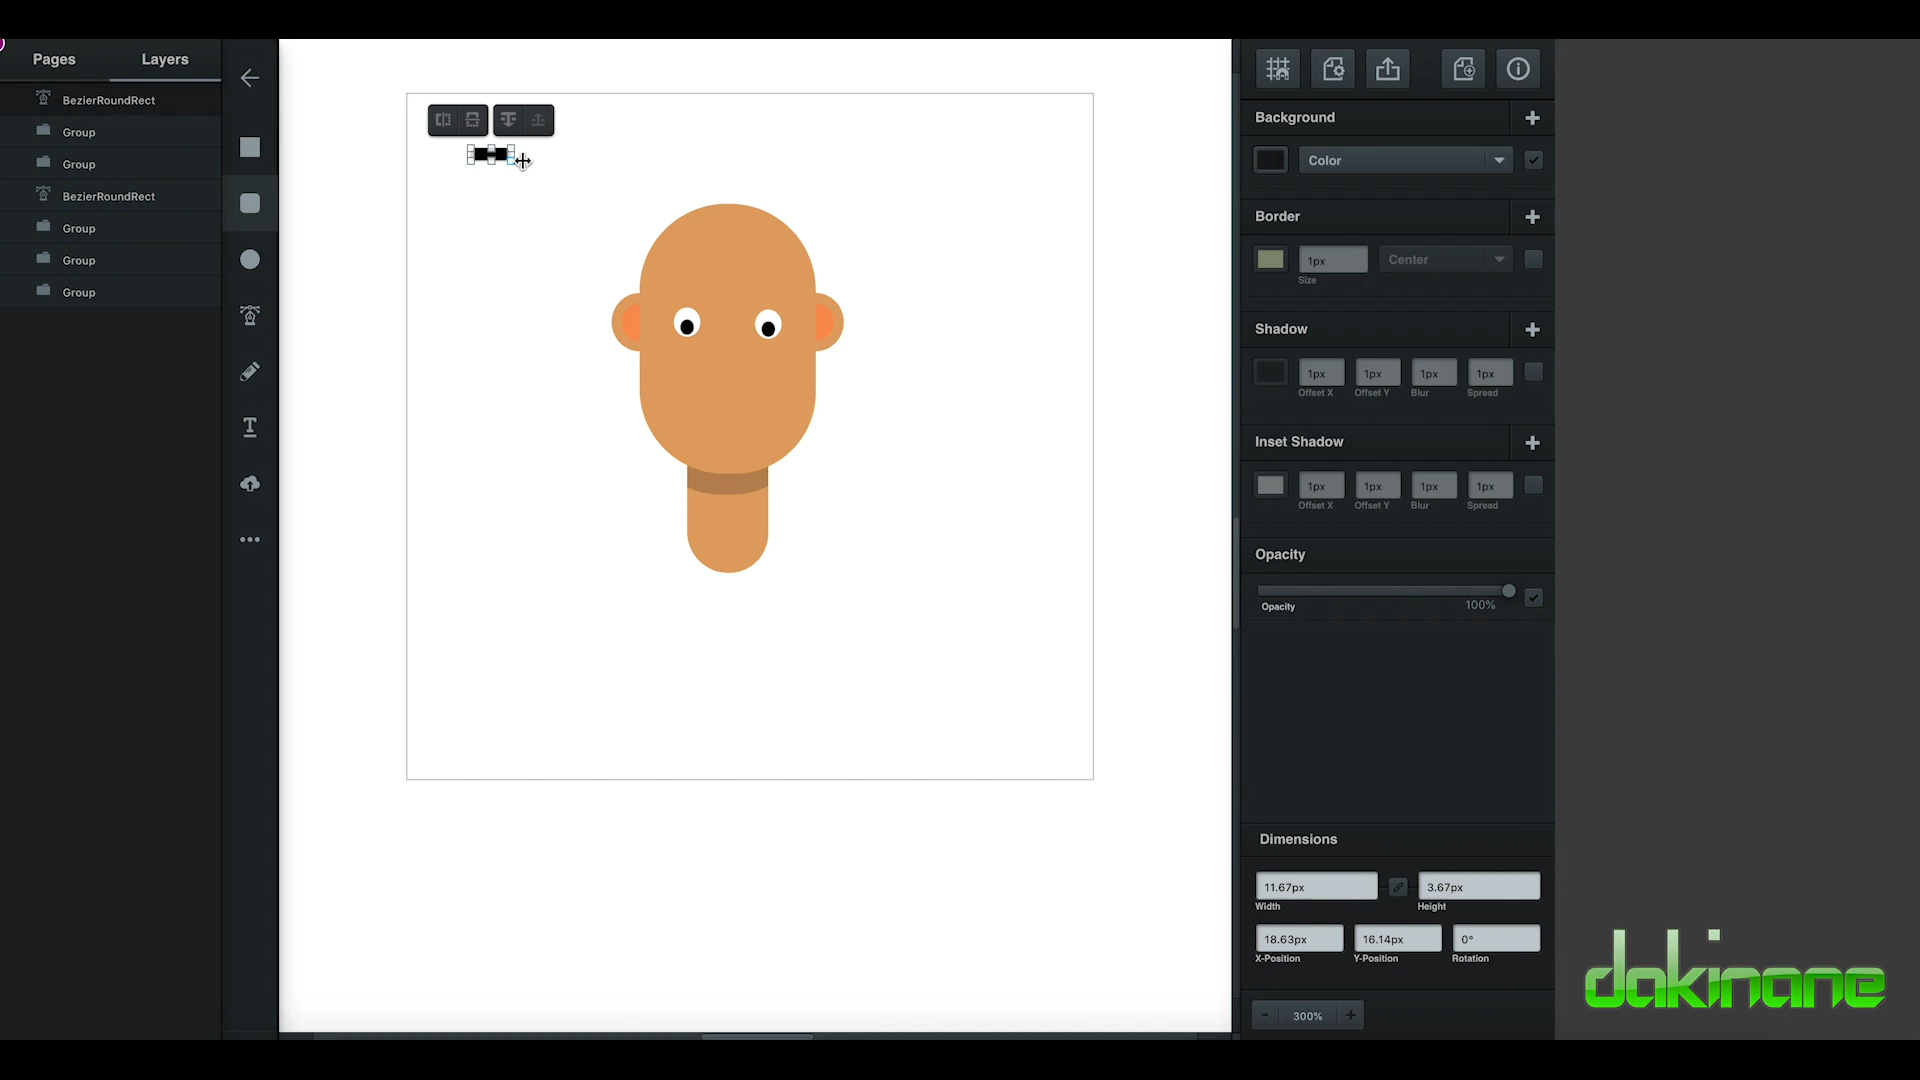 Pages
Layers
BezierRoundRect
Group
Group
BezierRoundRect
Group
Group
Group
Background
Color
Border
1px
Center
Size
Shadow
1px
1px
1px
1px
Offset X
Offset Y
Blur
Spread
Inset Shadow
1px
1px
1px
1px
Offset X
Offset Y
Blur
Spread
Opacity
Opacity
100%
Dimensions
11.67px
3.67px
Width
Height
18.63px
16.14px
0°
X-Position
Y-Position
Rotation
- 300% +
dakinane